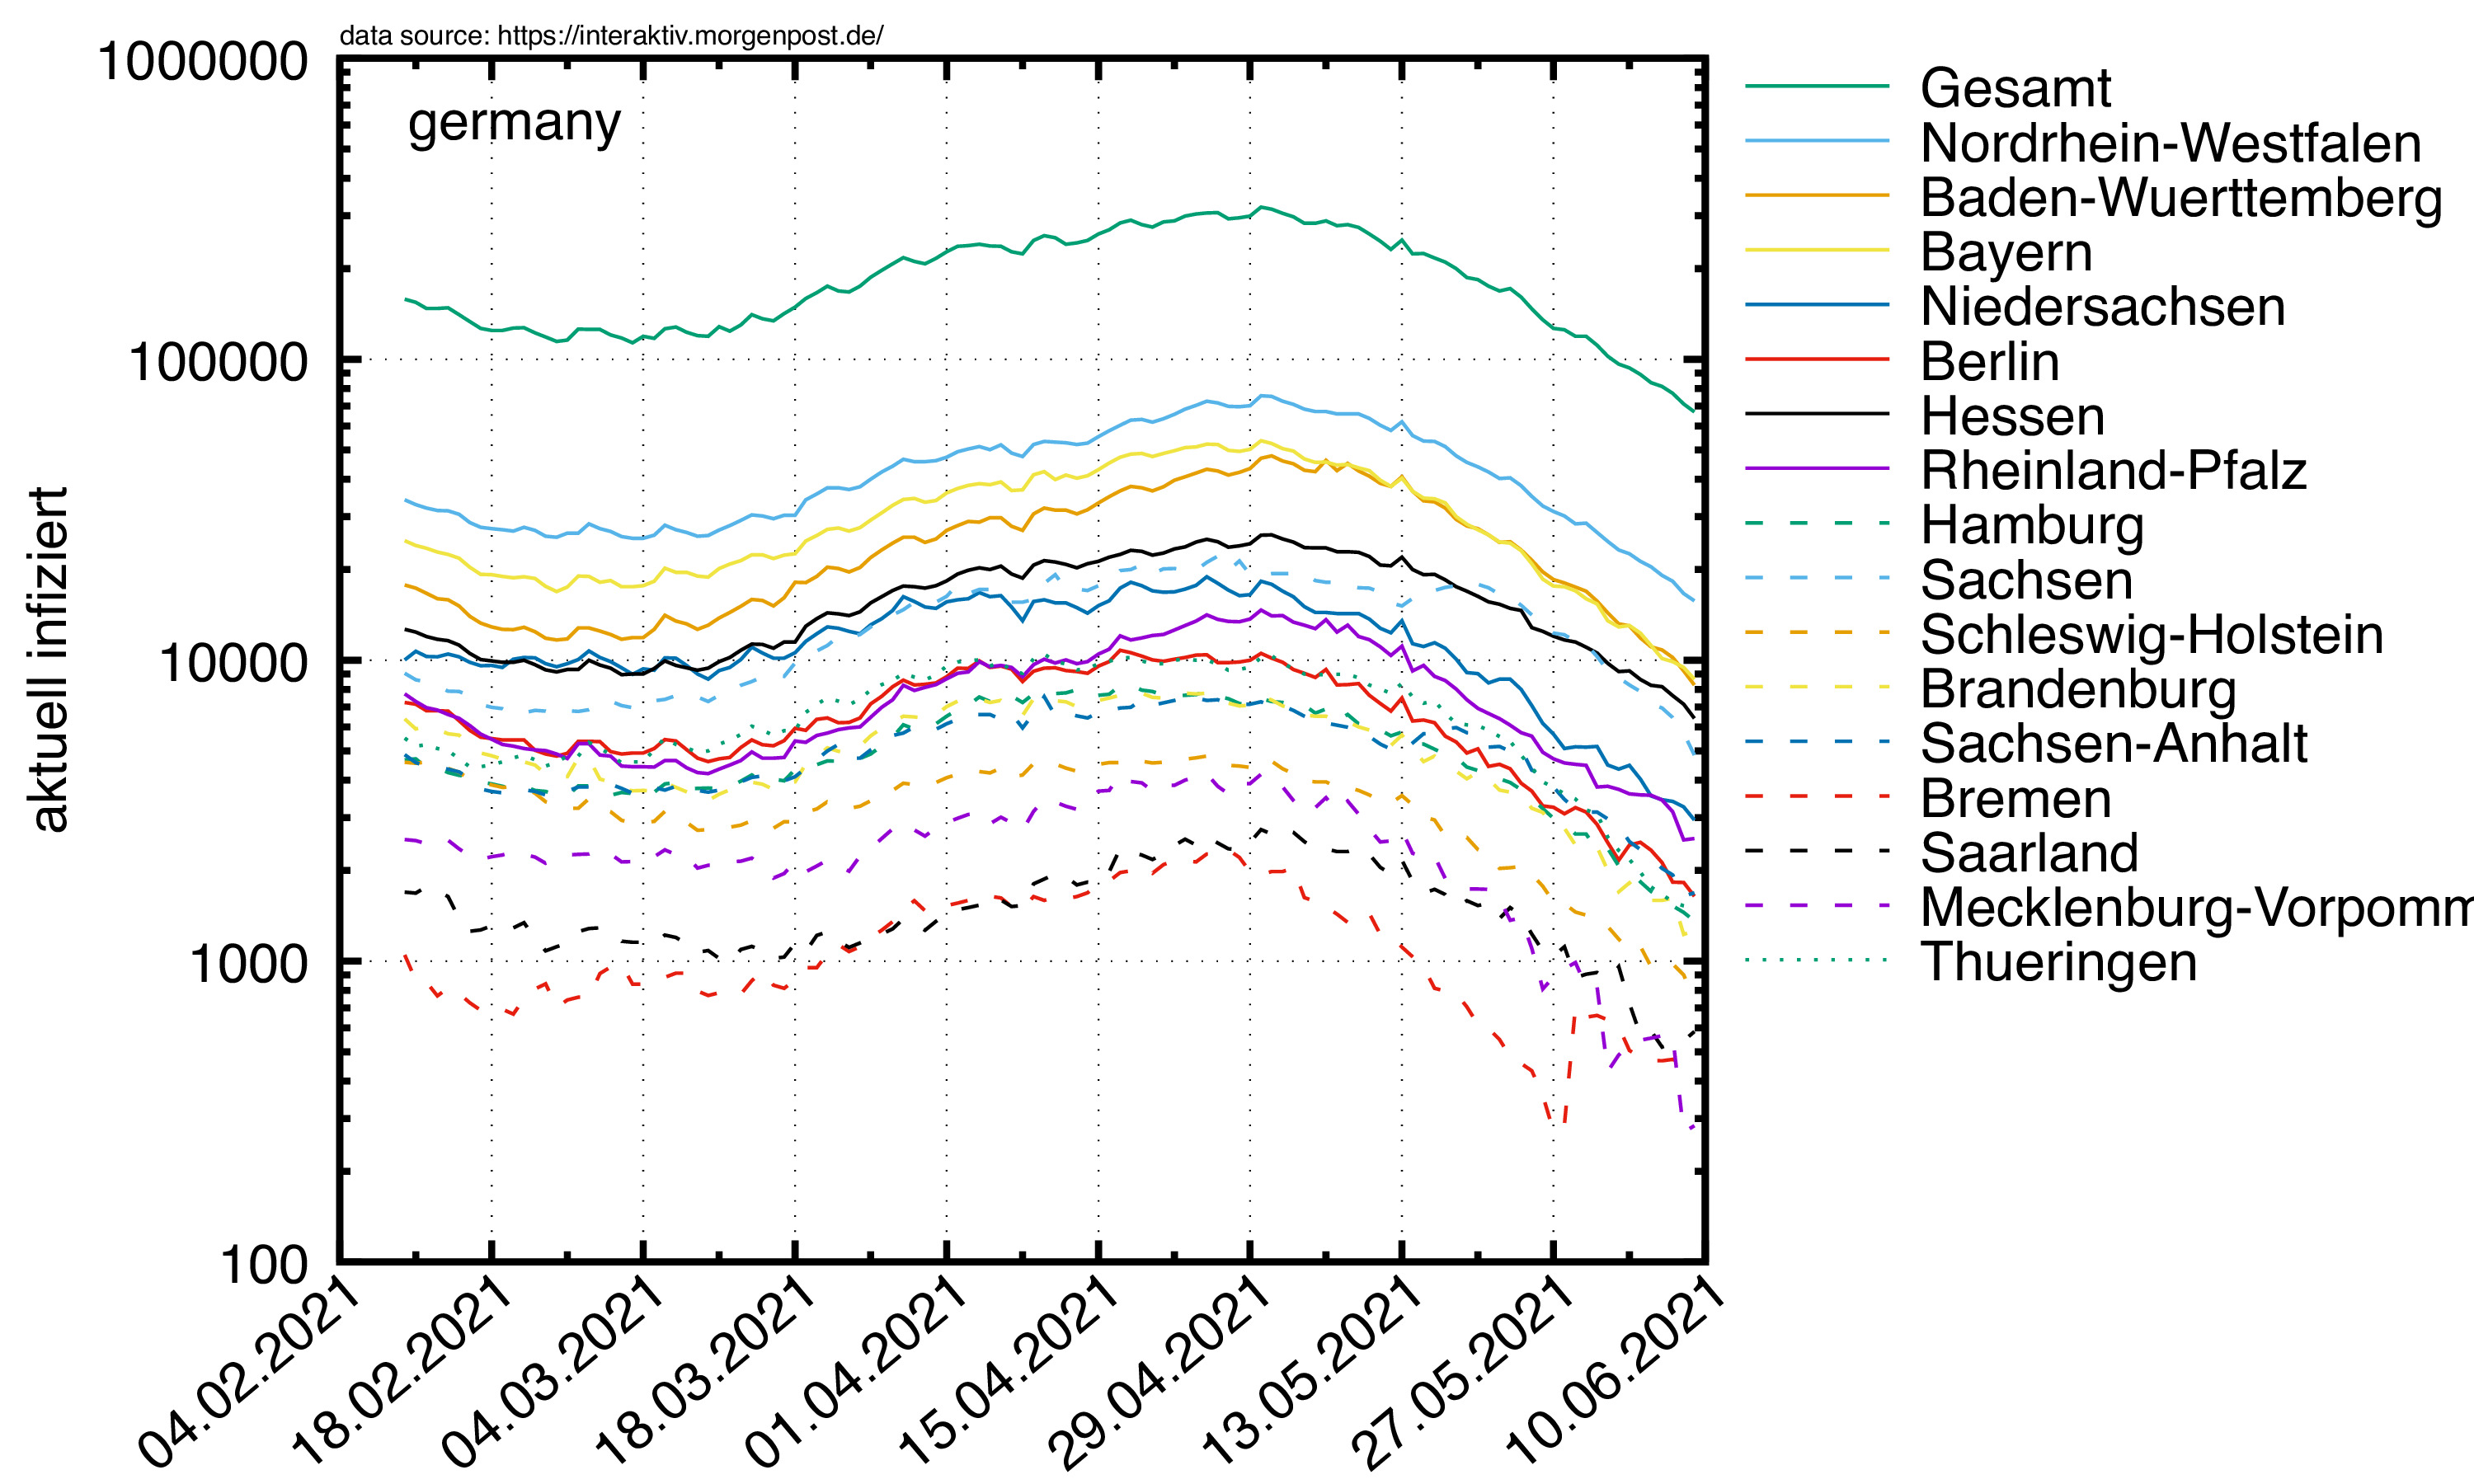 data source: https://interaktiv.morgenpost.de/
germany
aktuell infiziert
1000000
100000
10000
1000
100
04.02.2021
18.02.2021
04.03.2021
18.03.2021
01.04.2021
15.04.2021
29.04.2021
13.05.2021
27.05.2021
10.06.2021
Gesamt
Nordrhein-Westfalen
Baden-Wuerttemberg
Bayern
Niedersachsen
Berlin
Hessen
Rheinland-Pfalz
Hamburg
Sachsen
Schleswig-Holstein
Brandenburg
Sachsen-Anhalt
Bremen
Saarland
Mecklenburg-Vorpomm
Thueringen